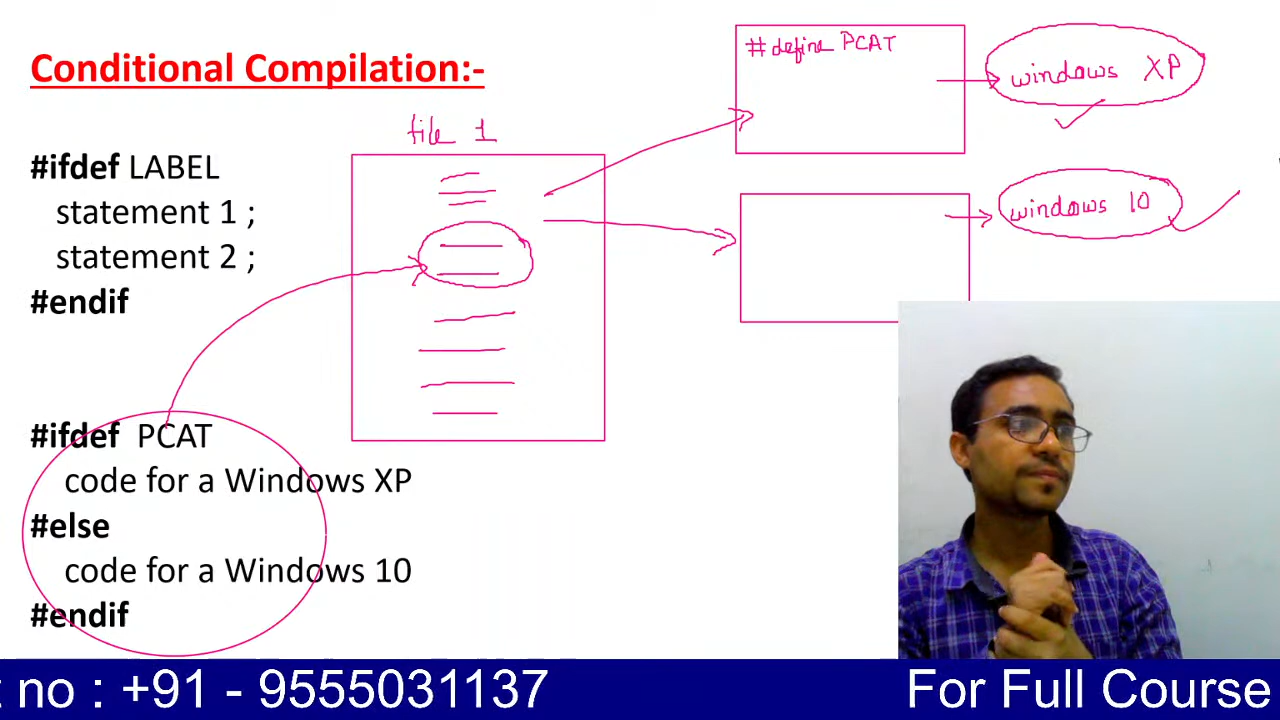 Conditional Compilation:-
#ifdef LABEL
statement 1 ;
statement 2 ;
#endif
#ifdef PCAT
code for a Windows XP
#else
code for a Windows 10
#endif
file 1
#define PCAT
windows XP
windows 10
t no : +91 - 9555031137
For Full Course